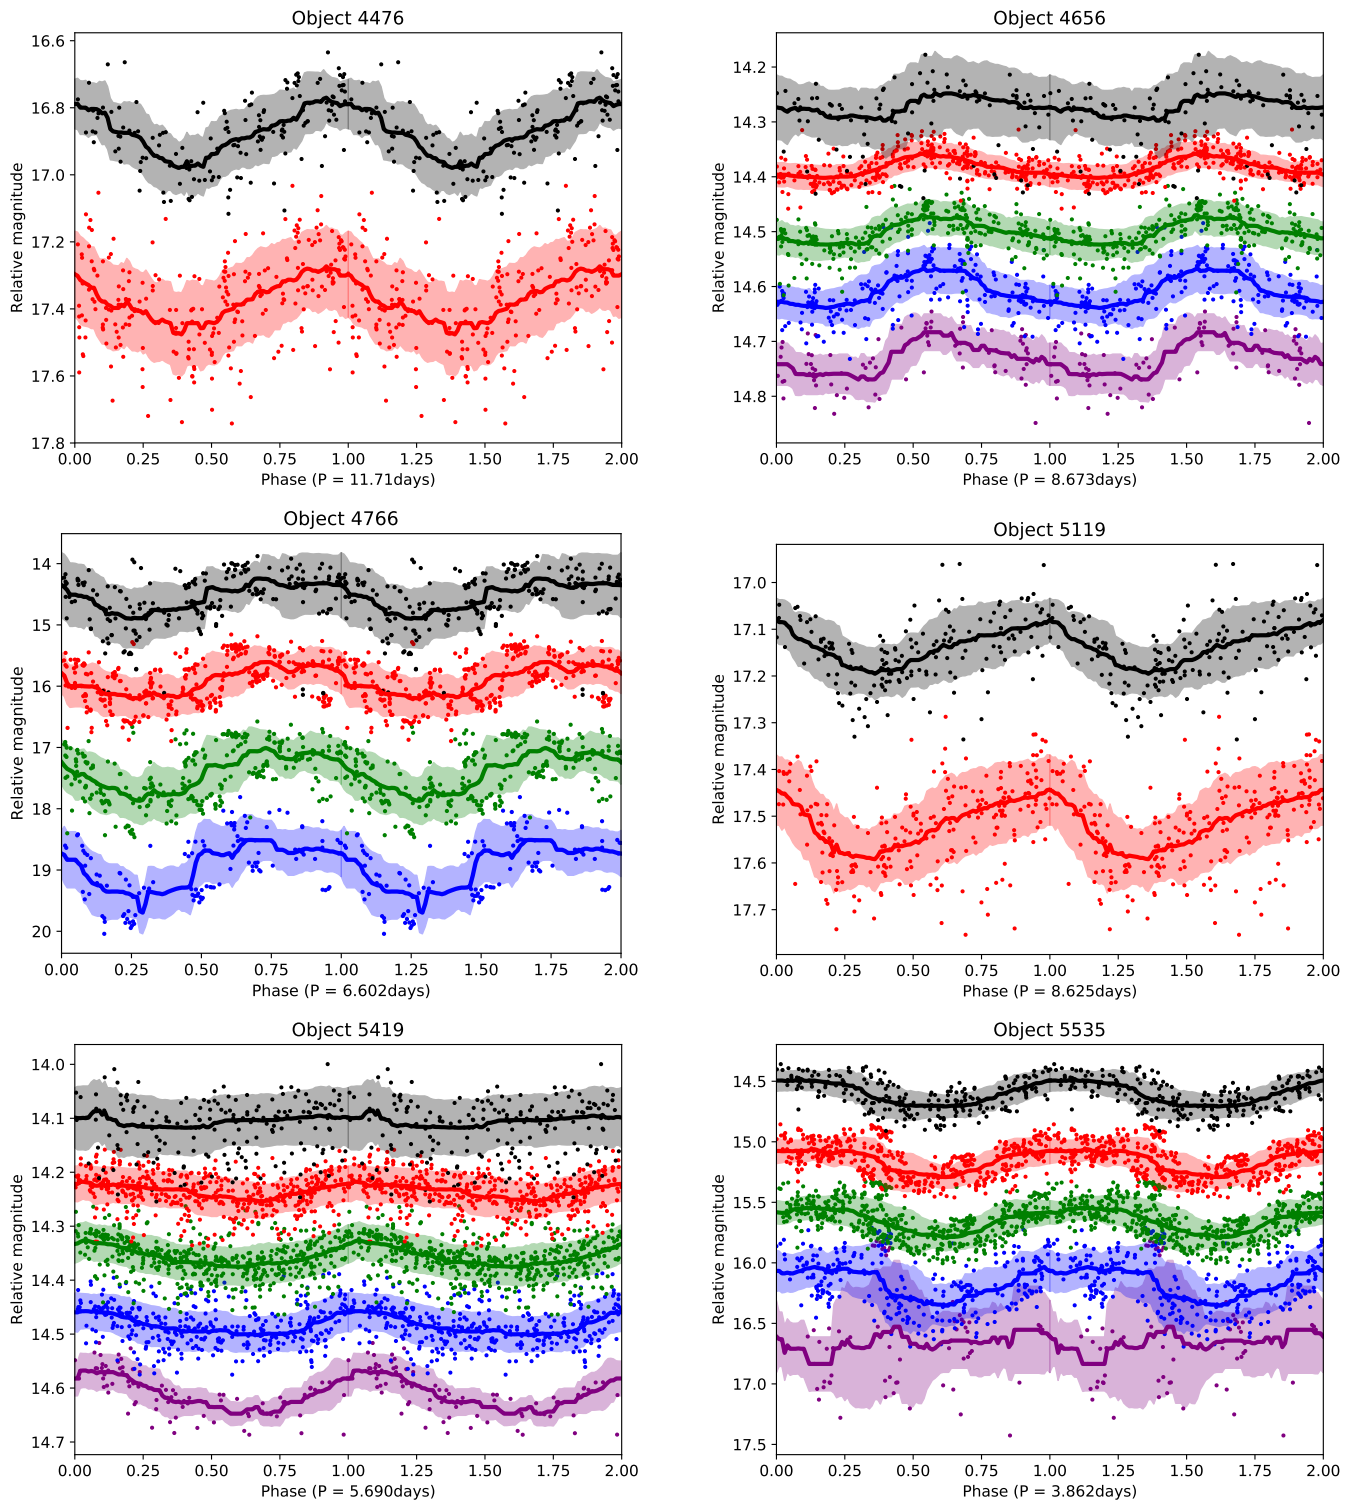 Object 4476
Relative magnitude
16.6
16.8
17.0
17.2
17.4
17.6
17.8
0.00 0.25 0.50 0.75 1.00 1.25 1.50 1.75 2.00
Phase (P = 11.71days)
Object 4656
Relative magnitude
14.2
14.3
14.4
14.5
14.6
14.7
14.8
0.00 0.25 0.50 0.75 1.00 1.25 1.50 1.75 2.00
Phase (P = 8.673days)
Object 4766
Relative magnitude
14
15
16
17
18
19
20
0.00 0.25 0.50 0.75 1.00 1.25 1.50 1.75 2.00
Phase (P = 6.602days)
Object 5119
Relative magnitude
17.0
17.1
17.2
17.3
17.4
17.5
17.6
17.7
0.00 0.25 0.50 0.75 1.00 1.25 1.50 1.75 2.00
Phase (P = 8.625days)
Object 5419
Relative magnitude
14.0
14.1
14.2
14.3
14.4
14.5
14.6
14.7
0.00 0.25 0.50 0.75 1.00 1.25 1.50 1.75 2.00
Phase (P = 5.690days)
Object 5535
Relative magnitude
14.5
15.0
15.5
16.0
16.5
17.0
17.5
0.00 0.25 0.50 0.75 1.00 1.25 1.50 1.75 2.00
Phase (P = 3.862days)